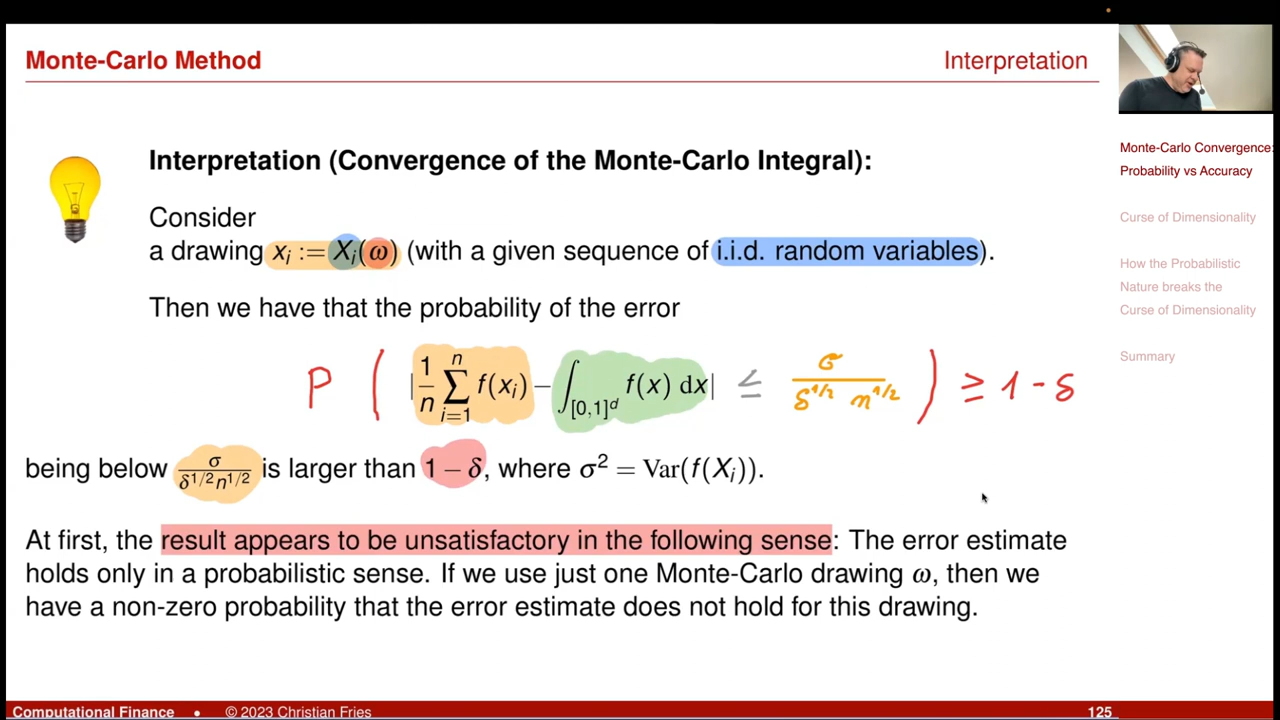 Monte-Carlo Method
Interpretation
Interpretation (Convergence of the Monte-Carlo Integral):
Consider
a drawing xᵢ := Xᵢ(ω) (with a given sequence of i.i.d. random variables).
Then we have that the probability of the error
P ( |1/n ∑ⁿᵢ₌₁ f(xᵢ) − ∫_{[0,1]^d} f(x) dx| ≤ σ / (δ^{1/2} n^{1/2}) ) ≥ 1 - δ
being below σ/(δ^{1/2}n^{1/2}) is larger than 1 − δ, where σ² = Var(f(Xᵢ)).
At first, the result appears to be unsatisfactory in the following sense: The error estimate
holds only in a probabilistic sense. If we use just one Monte-Carlo drawing ω, then we
have a non-zero probability that the error estimate does not hold for this drawing.
Monte-Carlo Convergence:
Probability vs Accuracy
Curse of Dimensionality
How the Probabilistic
Nature breaks the
Curse of Dimensionality
Summary
Computational Finance • © 2023 Christian Fries
125